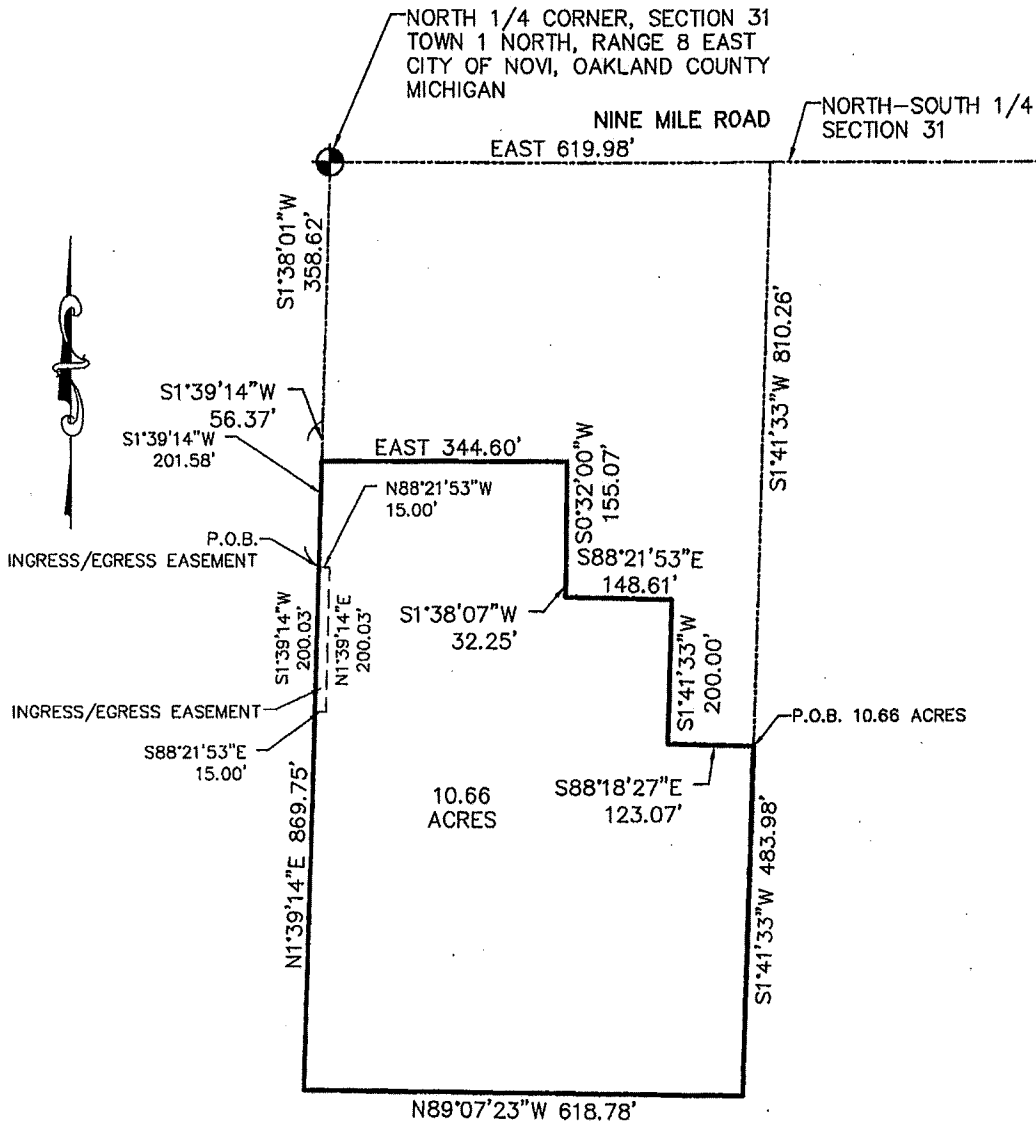 NORTH 1/4 CORNER, SECTION 31
TOWN 1 NORTH, RANGE 8 EAST
CITY OF NOVI, OAKLAND COUNTY
MICHIGAN
NINE MILE ROAD
NORTH-SOUTH 1/4
SECTION 31
EAST 619.98'
S1°38'01"W
358.62'
S1°41'33"W 810.26'
S1°39'14"W
56.37'
S1°39'14"W
201.58'
EAST 344.60'
N88°21'53"W
15.00'
S0°32'00"W
155.07'
P.O.B.
INGRESS/EGRESS EASEMENT
S88°21'53"E
148.61'
S1°38'07"W
32.25'
S1°39'14"W
200.03'
N1°39'14"E
200.03'
S1°41'33"W
200.00'
INGRESS/EGRESS EASEMENT
P.O.B. 10.66 ACRES
S88°21'53"E
15.00'
S88°18'27"E
123.07'
10.66
ACRES
N1°39'14"E 869.75'
S1°41'33"W 483.98'
N89°07'23"W 618.78'